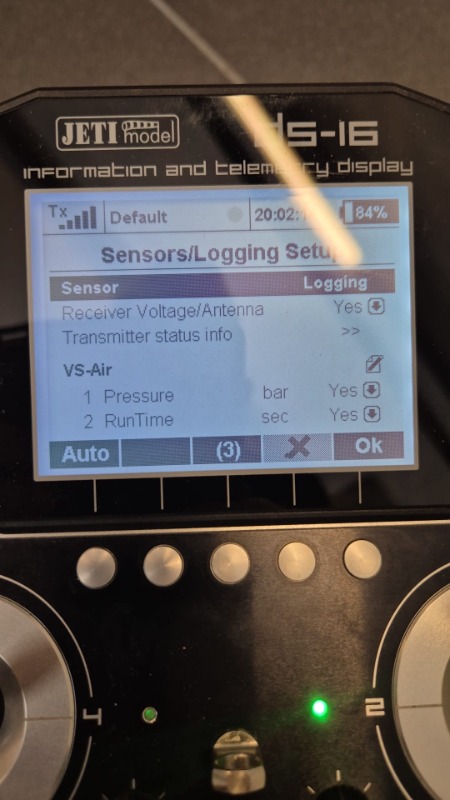 JETI model
ds-16
information and telemetry display
Tx Default 20:02: 84%
Sensors/Logging Setup
Sensor Logging
Receiver Voltage/Antenna Yes
Transmitter status info >>
VS-Air
1 Pressure bar Yes
2 RunTime sec Yes
Auto (3) Ok
4 2